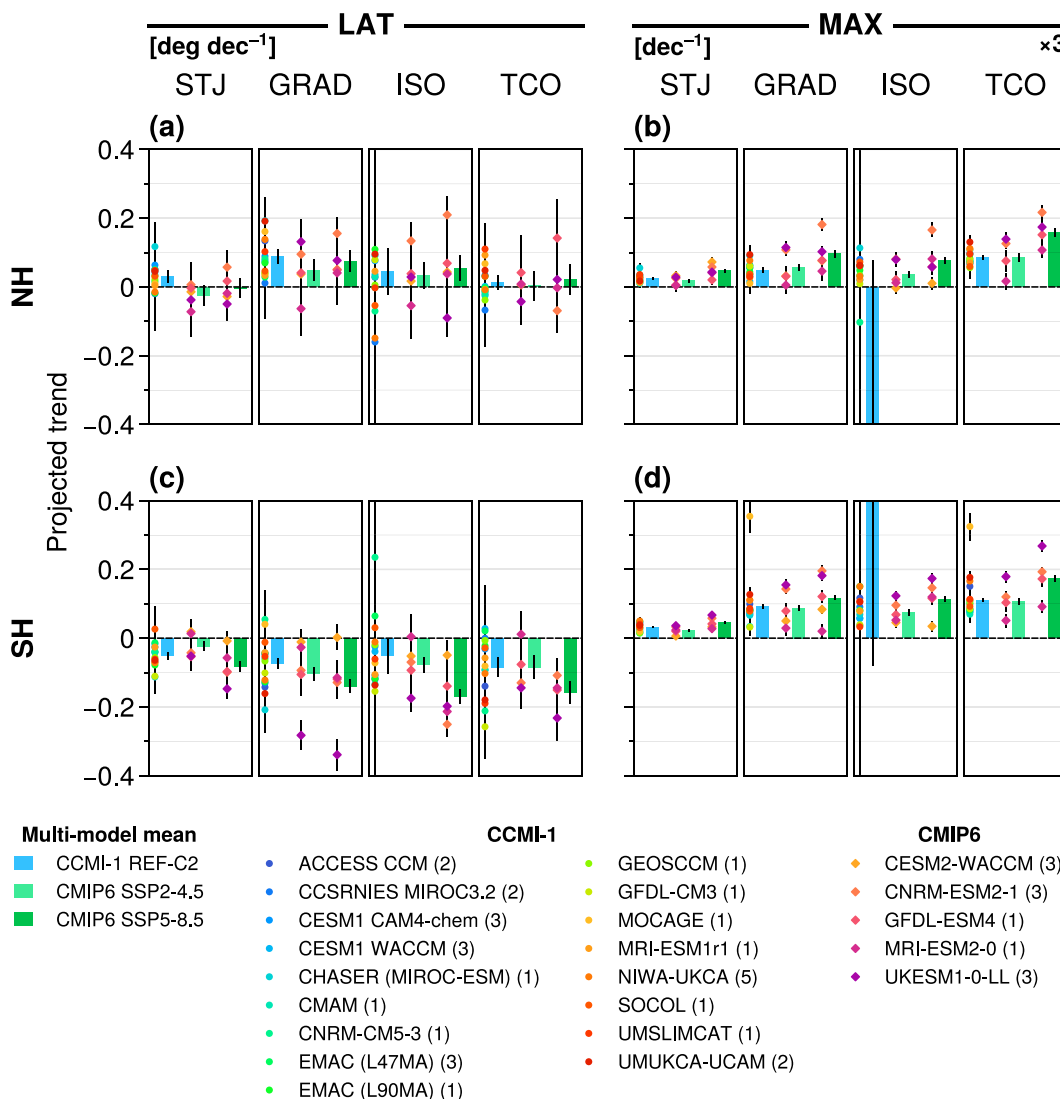 LAT MAX
[deg dec⁻¹] [dec⁻¹] ×3
STJ GRAD ISO TCO STJ GRAD ISO TCO
(a) (b)
0.4
0.2
0
−0.2
−0.4
NH
Projected trend
(c) (d)
0.4
0.2
0
−0.2
−0.4
SH
Multi-model mean CCMI-1 CMIP6
CCMI-1 REF-C2 ACCESS CCM (2) GEOSCCM (1) CESM2-WACCM (3)
CMIP6 SSP2-4.5 CCSRNIES MIROC3.2 (2) GFDL-CM3 (1) CNRM-ESM2-1 (3)
CMIP6 SSP5-8.5 CESM1 CAM4-chem (3) MOCAGE (1) GFDL-ESM4 (1)
CESM1 WACCM (3) MRI-ESM1r1 (1) MRI-ESM2-0 (1)
CHASER (MIROC-ESM) (1) NIWA-UKCA (5) UKESM1-0-LL (3)
CMAM (1) SOCOL (1)
CNRM-CM5-3 (1) UMSLIMCAT (1)
EMAC (L47MA) (3) UMUKCA-UCAM (2)
EMAC (L90MA) (1)